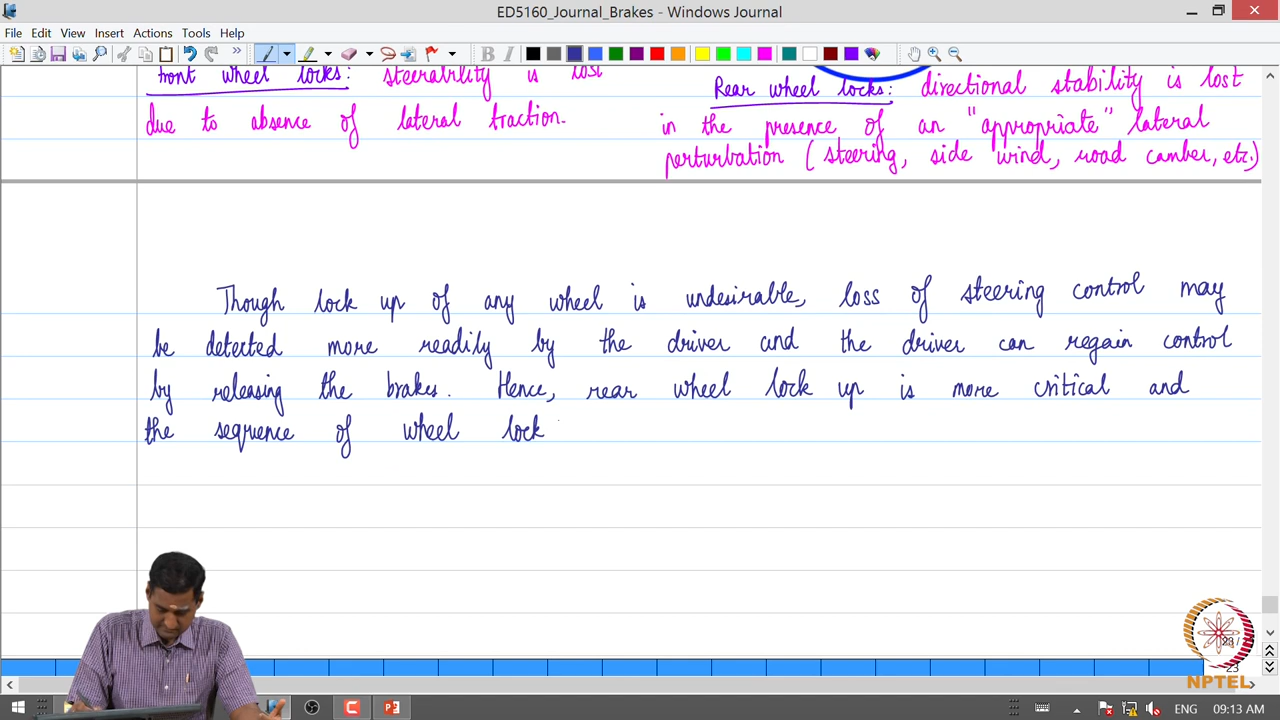 ED5160_Journal_Brakes - Windows Journal
File Edit View Insert Actions Tools Help
Front wheel locks: steerability is lost
due to absence of lateral traction.
Rear wheel locks: directional stability is lost
in the presence of an "appropriate" lateral
perturbation (steering, side wind, road camber, etc.)
Though lock up of any wheel is undesirable, loss of steering control may
be detected more readily by the driver and the driver can regain control
by releasing the brakes. Hence, rear wheel lock up is more critical and
the sequence of wheel lock
23 /
23
NPTEL
ENG 09:13 AM